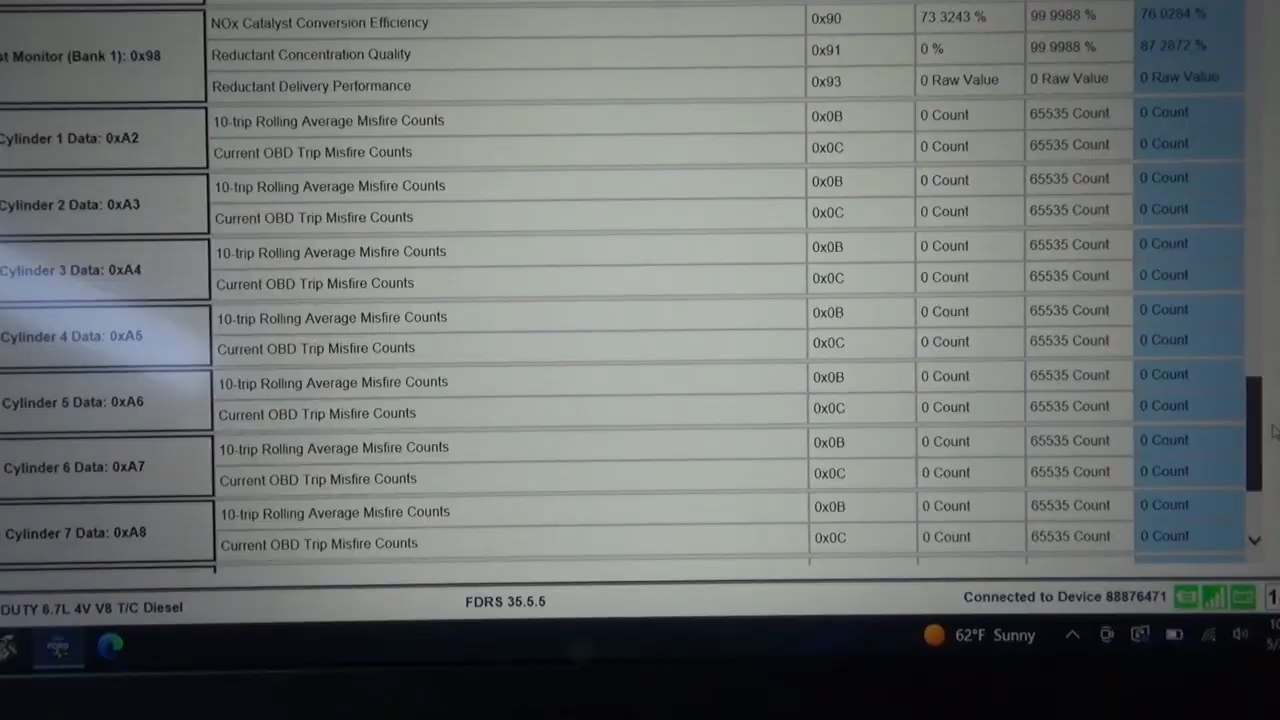 NOx Catalyst Conversion Efficiency 0x90 73.3243 % 99.9988 % 76.0284 %
st Monitor (Bank 1): 0x98 Reductant Concentration Quality 0x91 0 % 99.9988 % 87.2872 %
Reductant Delivery Performance 0x93 0 Raw Value 0 Raw Value 0 Raw Value
Cylinder 1 Data: 0xA2 10-trip Rolling Average Misfire Counts 0x0B 0 Count 65535 Count 0 Count
Current OBD Trip Misfire Counts 0x0C 0 Count 65535 Count 0 Count
Cylinder 2 Data: 0xA3 10-trip Rolling Average Misfire Counts 0x0B 0 Count 65535 Count 0 Count
Current OBD Trip Misfire Counts 0x0C 0 Count 65535 Count 0 Count
Cylinder 3 Data: 0xA4 10-trip Rolling Average Misfire Counts 0x0B 0 Count 65535 Count 0 Count
Current OBD Trip Misfire Counts 0x0C 0 Count 65535 Count 0 Count
Cylinder 4 Data: 0xA5 10-trip Rolling Average Misfire Counts 0x0B 0 Count 65535 Count 0 Count
Current OBD Trip Misfire Counts 0x0C 0 Count 65535 Count 0 Count
Cylinder 5 Data: 0xA6 10-trip Rolling Average Misfire Counts 0x0B 0 Count 65535 Count 0 Count
Current OBD Trip Misfire Counts 0x0C 0 Count 65535 Count 0 Count
Cylinder 6 Data: 0xA7 10-trip Rolling Average Misfire Counts 0x0B 0 Count 65535 Count 0 Count
Current OBD Trip Misfire Counts 0x0C 0 Count 65535 Count 0 Count
Cylinder 7 Data: 0xA8 10-trip Rolling Average Misfire Counts 0x0B 0 Count 65535 Count 0 Count
Current OBD Trip Misfire Counts 0x0C 0 Count 65535 Count 0 Count
DUTY 6.7L 4V V8 T/C Diesel FDRS 35.5.5 Connected to Device 88876471 1
FDRS 62°F Sunny 10
5/